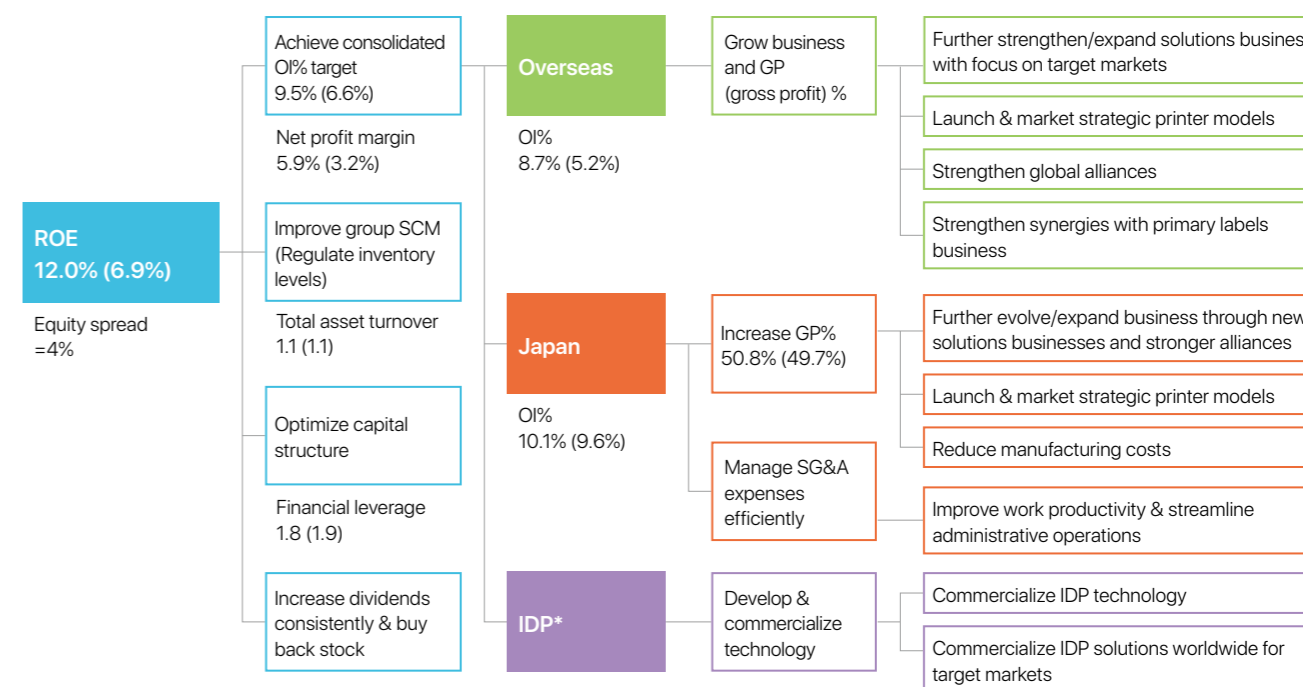 ROE
12.0% (6.9%)
Equity spread
=4%
Achieve consolidated
OI% target
9.5% (6.6%)
Net profit margin
5.9% (3.2%)
Improve group SCM
(Regulate inventory
levels)
Total asset turnover
1.1 (1.1)
Optimize capital
structure
Financial leverage
1.8 (1.9)
Increase dividends
consistently & buy
back stock
Overseas
OI%
8.7% (5.2%)
Grow business
and GP
(gross profit) %
Further strengthen/expand solutions busines
with focus on target markets
Launch & market strategic printer models
Strengthen global alliances
Strengthen synergies with primary labels
business
Japan
OI%
10.1% (9.6%)
Increase GP%
50.8% (49.7%)
Further evolve/expand business through new
solutions businesses and stronger alliances
Launch & market strategic printer models
Reduce manufacturing costs
Manage SG&A
expenses
efficiently
Improve work productivity & streamline
administrative operations
IDP*
Develop &
commercialize
technology
Commercialize IDP technology
Commercialize IDP solutions worldwide for
target markets